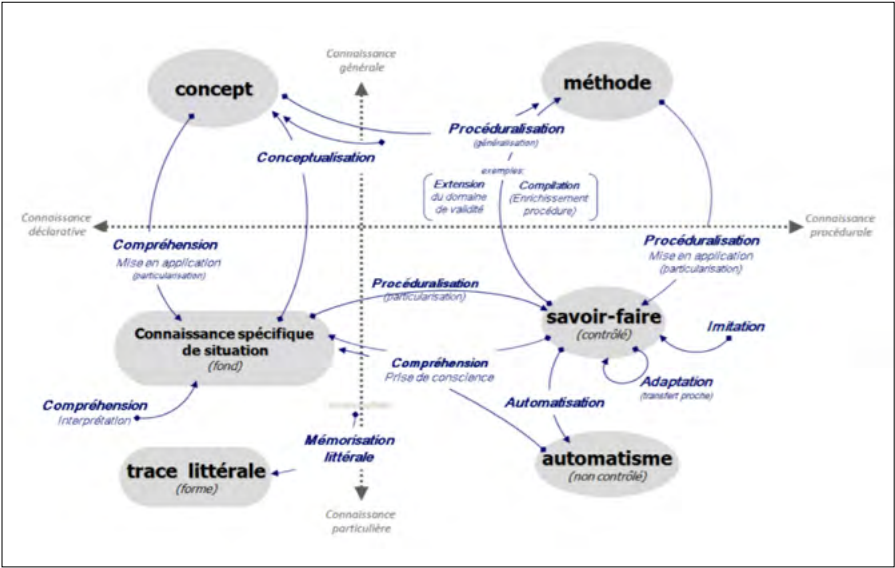 Connaissance
générale
concept
méthode
Procéduralisation
(généralisation)
/
exemples:
Conceptualisation
Extension
du domaine
de validité
Compilation
(Enrichissement
procédure)
Connaissance
déclarative
Connaissance
procédurale
Compréhension
Mise en application
(particularisation)
Procéduralisation
Mise en application
(particularisation)
Procéduralisation
(particularisation)
savoir-faire
(contrôlé)
Imitation
Connaissance spécifique
de situation
(fond)
Compréhension
Prise de conscience
Adaptation
(transfert proche)
Compréhension
Interprétation
Automatisation
Mémorisation
littérale
trace littérale
(forme)
automatisme
(non contrôlé)
Connaissance
particulière